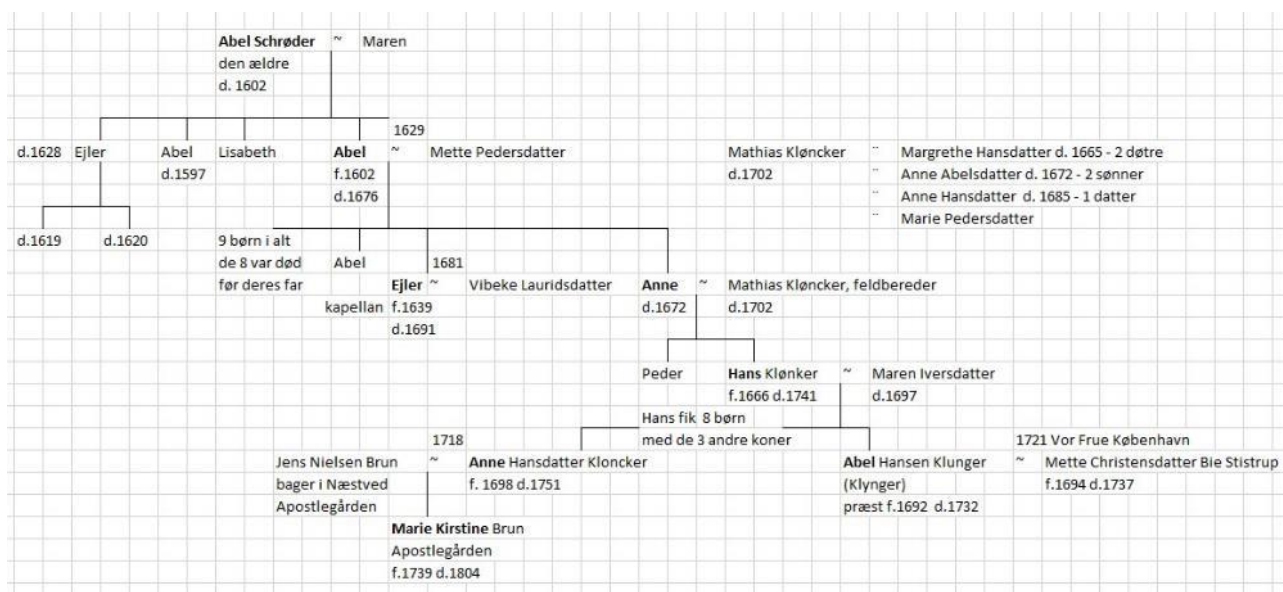 Abel Schrøder ~ Maren
den ældre
d. 1602
1629
d.1628 Ejler Abel Lisabeth Abel ~ Mette Pedersdatter Mathias Kløncker ¨ Margrethe Hansdatter d. 1665 - 2 døtre
d.1597 f.1602 d.1702 ¨ Anne Abelsdatter d. 1672 - 2 sønner
d.1676 ¨ Anne Hansdatter d. 1685 - 1 datter
¨ Marie Pedersdatter
d.1619 d.1620 9 børn i alt
de 8 var død Abel 1681
før deres far Ejler ~ Vibeke Lauridsdatter Anne ~ Mathias Kløncker, feldbereder
kapellan f.1639 d.1672 d.1702
d.1691
Peder Hans Klønker ~ Maren Iversdatter
f.1666 d.1741 d.1697
Hans fik 8 børn
1718 med de 3 andre koner 1721 Vor Frue København
Jens Nielsen Brun ~ Anne Hansdatter Kloncker Abel Hansen Klunger ~ Mette Christensdatter Bie Stistrup
bager i Næstved f. 1698 d.1751 (Klynger) f.1694 d.1737
Apostlegården præst f.1692 d.1732
Marie Kirstine Brun
Apostlegården
f.1739 d.1804